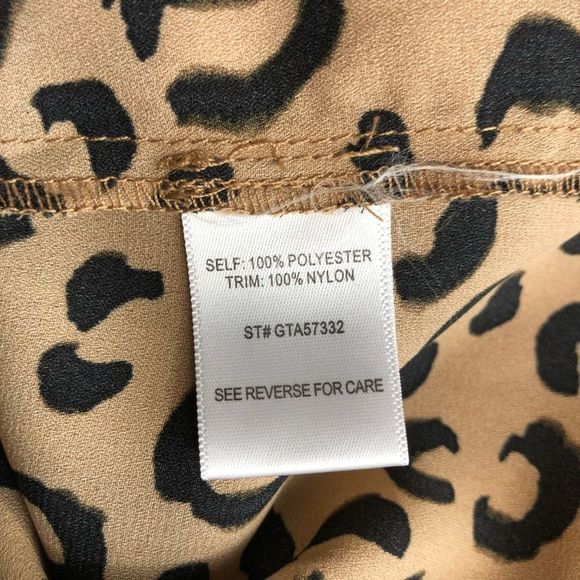 SELF: 100% POLYESTER
TRIM: 100% NYLON
ST# GTA57332
SEE REVERSE FOR CARE